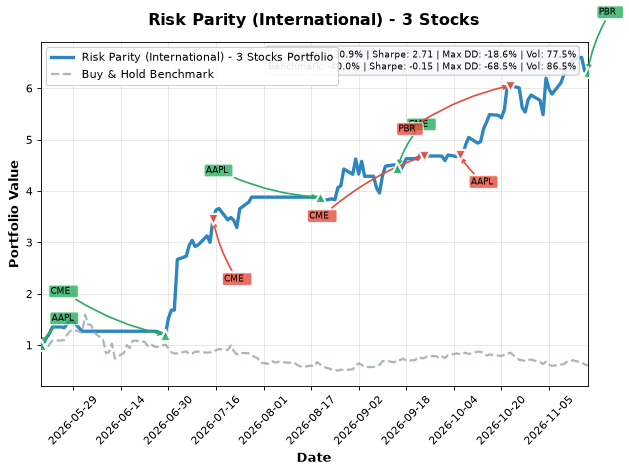 Risk Parity (International) - 3 Stocks
PBR
0.9% | Sharpe: 2.71 | Max DD: -18.6% | Vol: 77.5%
0.0% | Sharpe: -0.15 | Max DD: -68.5% | Vol: 86.5%
Risk Parity (International) - 3 Stocks Portfolio
Buy & Hold Benchmark
PBR
CME
AAPL
AAPL
CME
CME
CME
AAPL
Portfolio Value
6
5
4
3
2
1
2026-05-29
2026-06-14
2026-06-30
2026-07-16
2026-08-01
2026-08-17
2026-09-02
2026-09-18
2026-10-04
2026-10-20
2026-11-05
Date